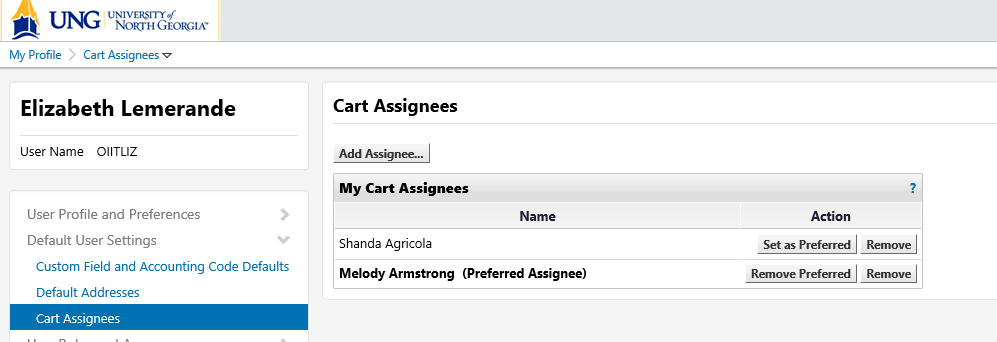 UNG UNIVERSITY of
NORTH GEORGIA™
My Profile Cart Assignees
Elizabeth Lemerande
User Name OIITLIZ
User Profile and Preferences
Default User Settings
Custom Field and Accounting Code Defaults
Default Addresses
Cart Assignees
Cart Assignees
Add Assignee...
My Cart Assignees ?
Name Action
Shanda Agricola Set as Preferred Remove
Melody Armstrong (Preferred Assignee) Remove Preferred Remove